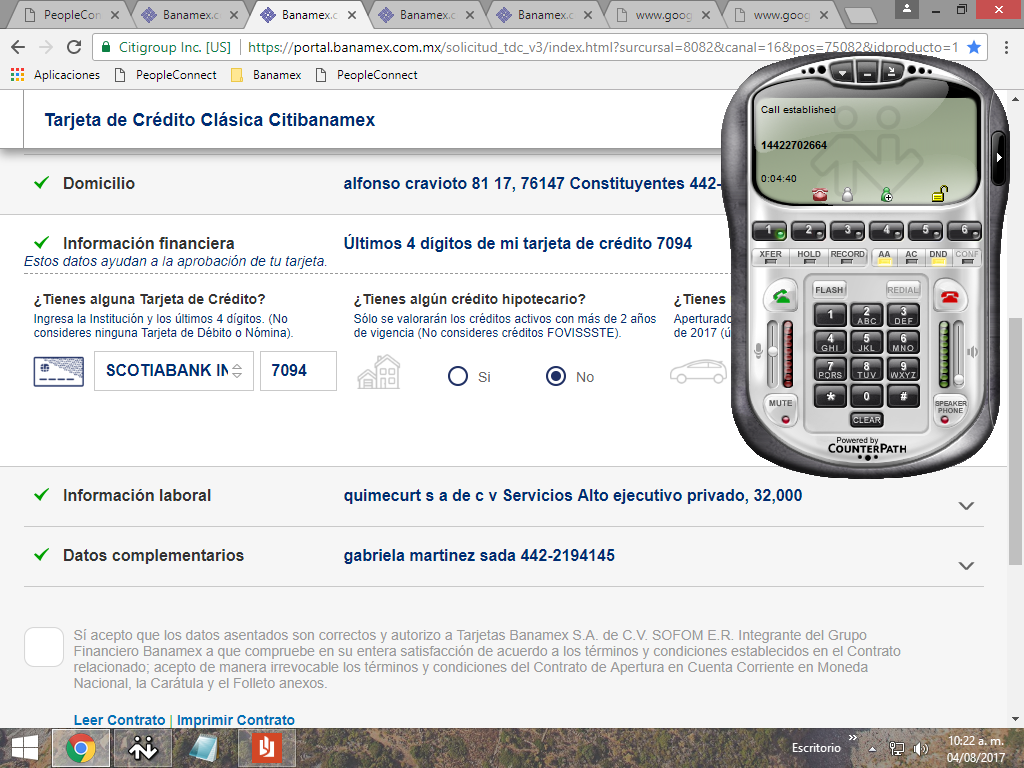 PeopleCon
Banamex.c
Banamex.c
Banamex.c
Banamex.c
www.goog
www.goog
Citigroup Inc. [US]
https://portal.banamex.com.mx/solicitud_tdc_v3/index.html?surcursal=8082&canal=16&pos=75082&idproducto=1
Aplicaciones
PeopleConnect
Banamex
PeopleConnect
Tarjeta de Crédito Clásica Citibanamex
Domicilio
alfonso cravioto 81 17, 76147 Constituyentes 442-
Información financiera
Últimos 4 dígitos de mi tarjeta de crédito 7094
Estos datos ayudan a la aprobación de tu tarjeta.
¿Tienes alguna Tarjeta de Crédito?
Ingresa la Institución y los últimos 4 dígitos. (No
consideres ninguna Tarjeta de Débito o Nómina).
SCOTIABANK IN
7094
¿Tienes algún crédito hipotecario?
Sólo se valorarán los créditos activos con más de 2 años
de vigencia (No consideres créditos FOVISSSTE).
Si
No
¿Tienes
Aperturado
de 2017 (ú
Información laboral
quimecurt s a de c v Servicios Alto ejecutivo privado, 32,000
Datos complementarios
gabriela martinez sada 442-2194145
Sí acepto que los datos asentados son correctos y autorizo a Tarjetas Banamex S.A. de C.V. SOFOM E.R. Integrante del Grupo
Financiero Banamex a que compruebe en su entera satisfacción de acuerdo a los términos y condiciones establecidos en el Contrato
relacionado; acepto de manera irrevocable los términos y condiciones del Contrato de Apertura en Cuenta Corriente en Moneda
Nacional, la Carátula y el Folleto anexos.
Leer Contrato | Imprimir Contrato
Call established
14422702664
0:04:40
1 2 3 4 5 6
XFER HOLD RECORD AA AC DND CONF
FLASH REDIAL
1 2 ABC 3 DEF
4 GHI 5 JKL 6 MNO
7 PQRS 8 TUV 9 WXYZ
* 0 #
MUTE
SPEAKER
PHONE
CLEAR
Powered by
COUNTERPATH
Escritorio
10:22 a. m.
04/08/2017